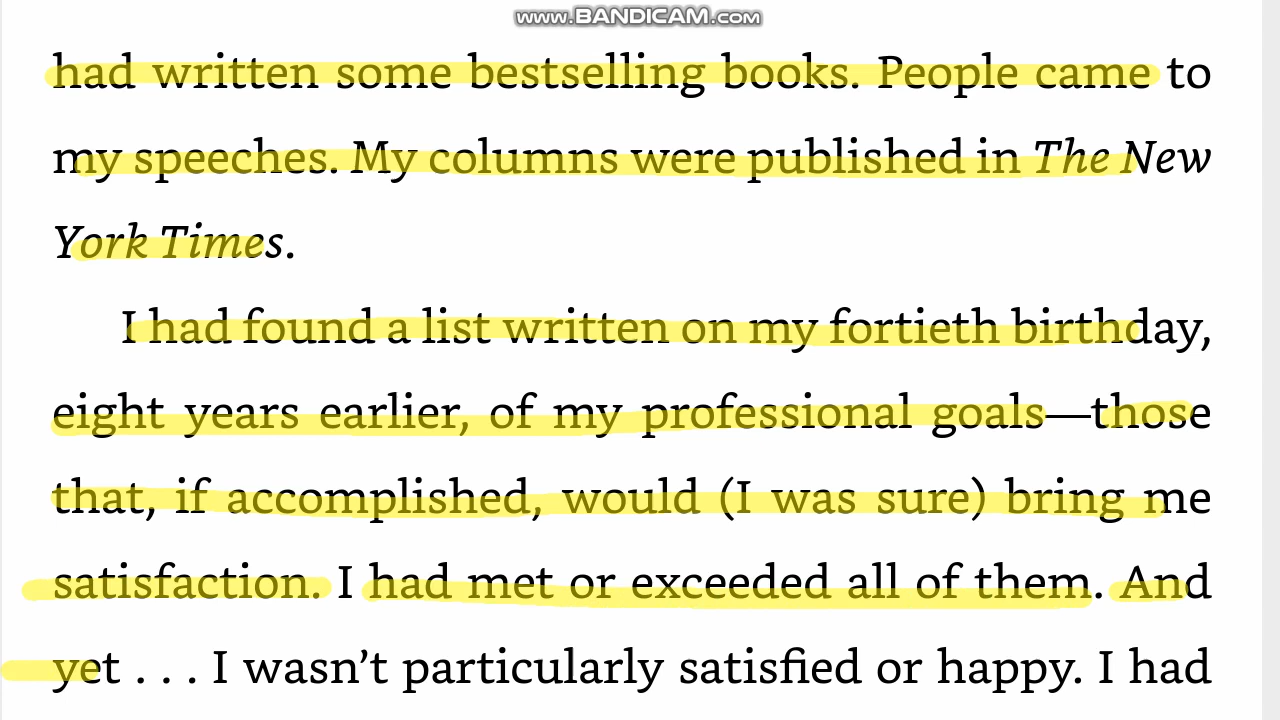 www.BANDICAM.com
had written some bestselling books. People came to
my speeches. My columns were published in The New
York Times.
I had found a list written on my fortieth birthday,
eight years earlier, of my professional goals—those
that, if accomplished, would (I was sure) bring me
satisfaction. I had met or exceeded all of them. And
yet . . . I wasn’t particularly satisfied or happy. I had